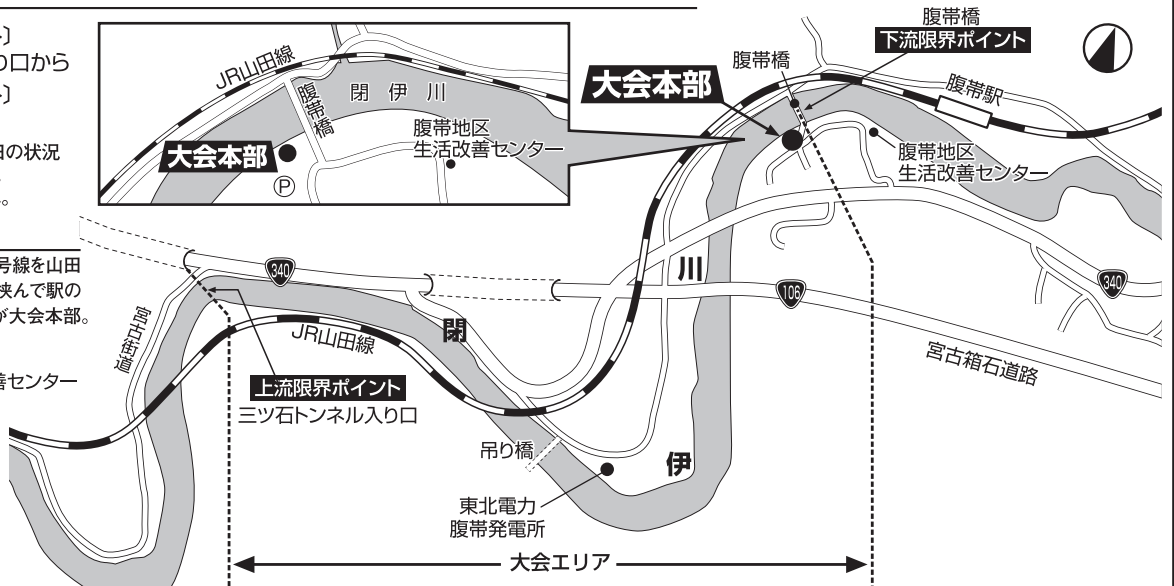 り口から
の状況
号線を山田
挟んで駅の
が大会本部。
善センター
JR山田線
腹帯橋
閉伊川
大会本部
P
腹帯地区
生活改善センター
大会本部
腹帯橋
腹帯橋
下流限界ポイント
腹帯駅
腹帯地区
生活改善センター
340
宮古街道
JR山田線
上流限界ポイント
三ツ石トンネル入り口
閉
伊
川
106
340
宮古箱石道路
吊り橋
東北電力
腹帯発電所
大会エリア